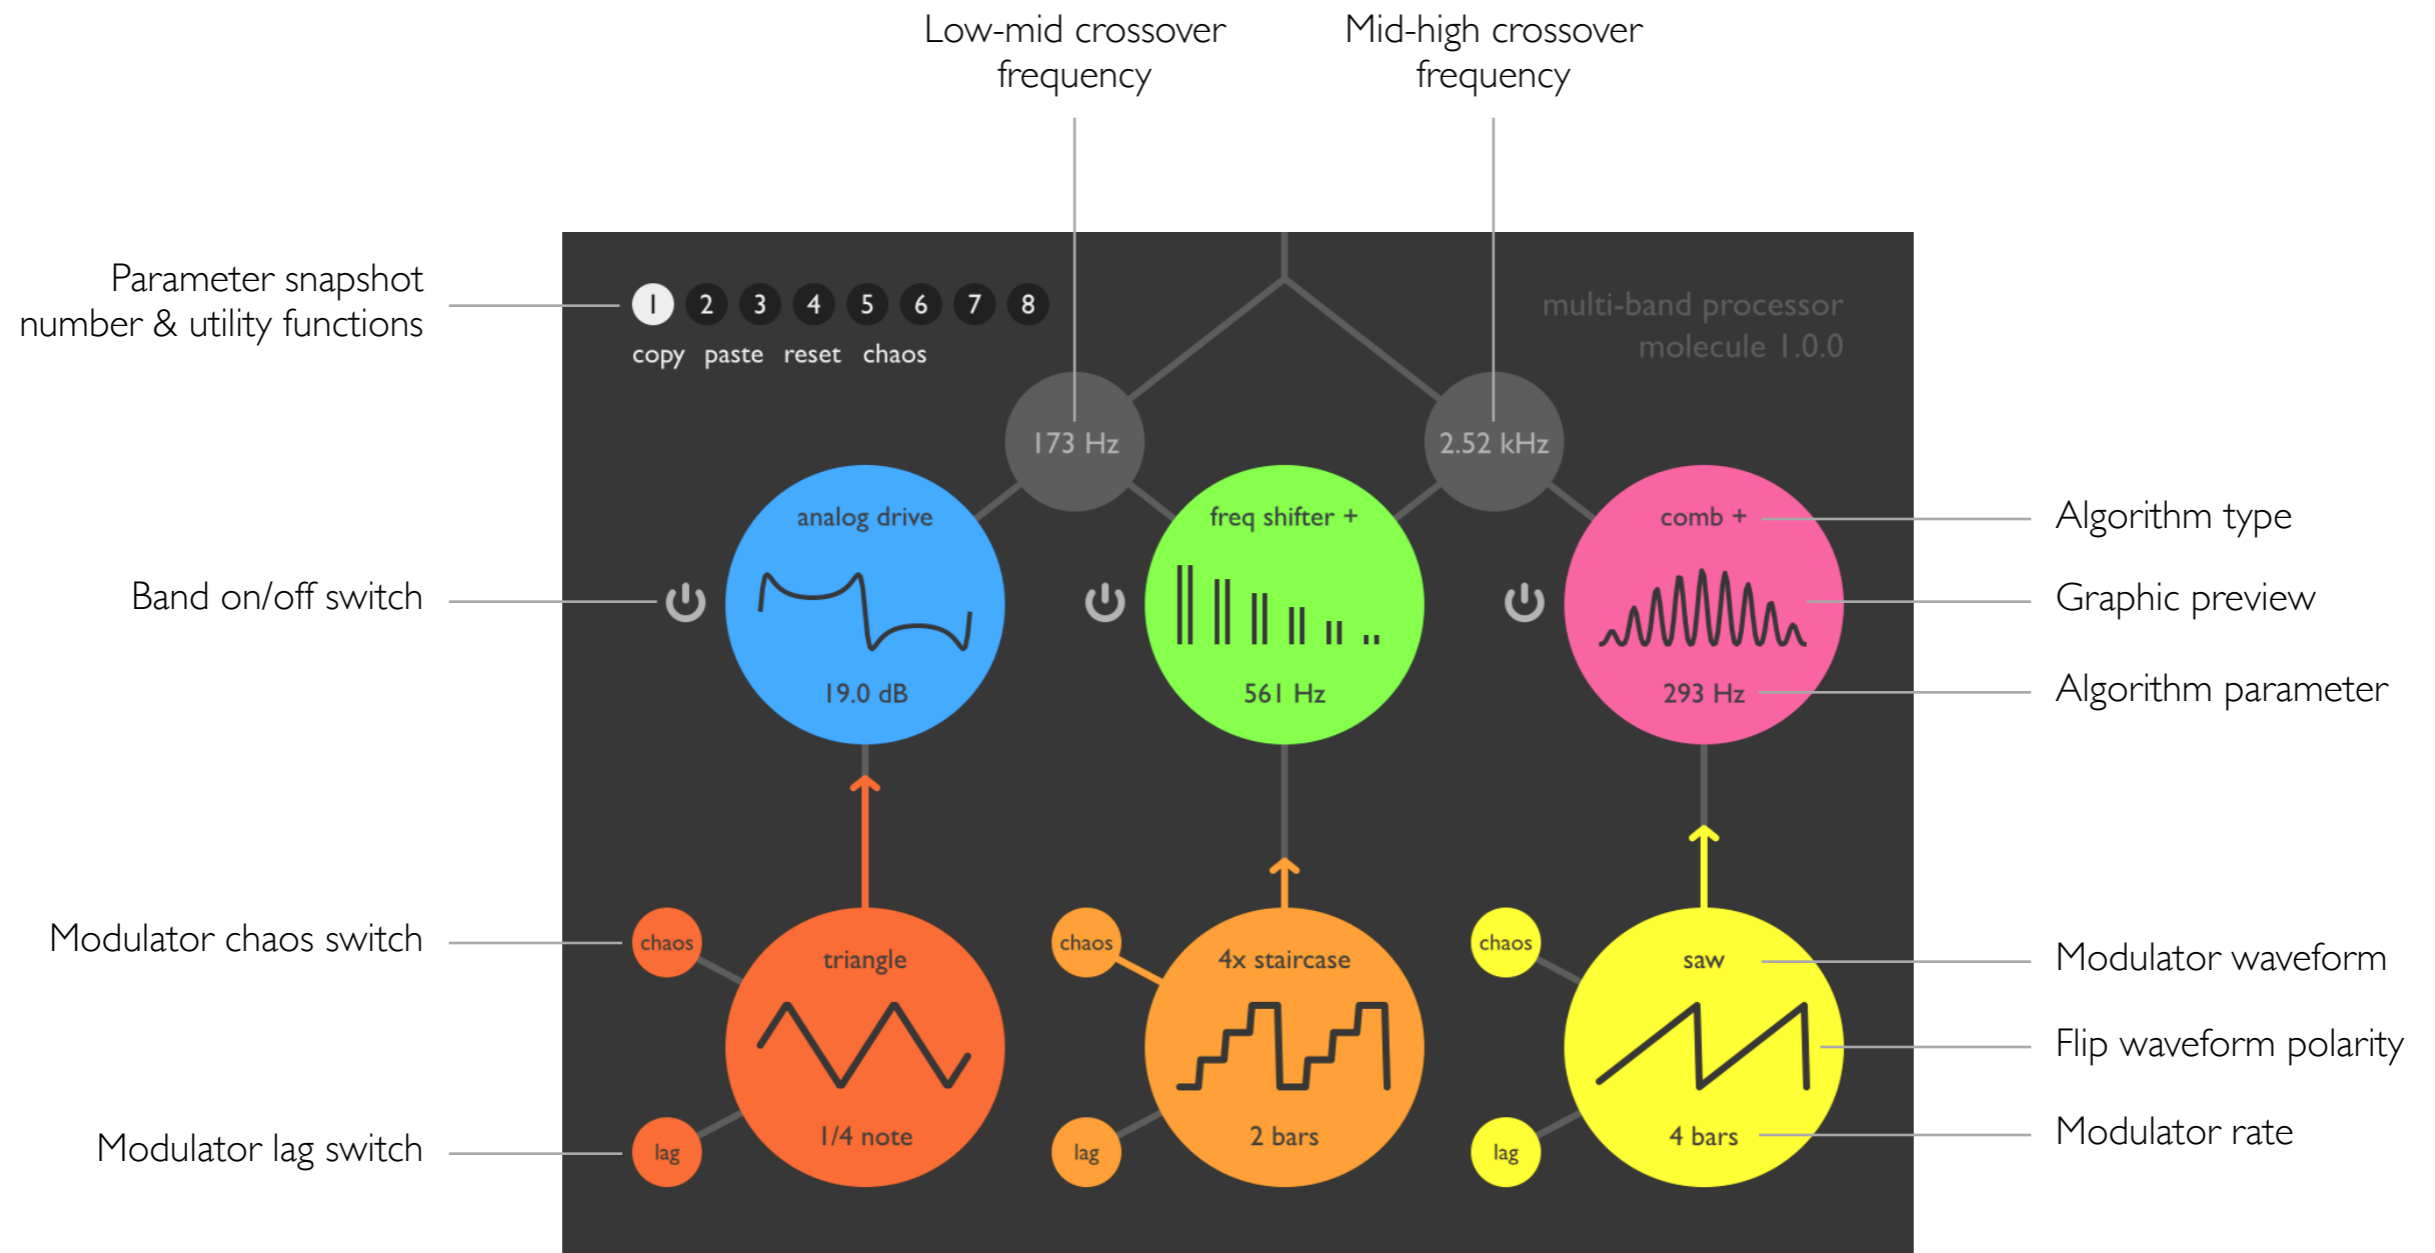 Low-mid crossover
frequency
Mid-high crossover
frequency
Parameter snapshot
number & utility functions
1 2 3 4 5 6 7 8
copy paste reset chaos
multi-band processor
molecule 1.0.0
173 Hz
2.52 kHz
analog drive
freq shifter +
comb +
Algorithm type
Band on/off switch
Graphic preview
19.0 dB
561 Hz
293 Hz
Algorithm parameter
Modulator chaos switch
chaos
triangle
chaos
4x staircase
chaos
saw
Modulator waveform
Flip waveform polarity
Modulator lag switch
lag
1/4 note
lag
2 bars
lag
4 bars
Modulator rate